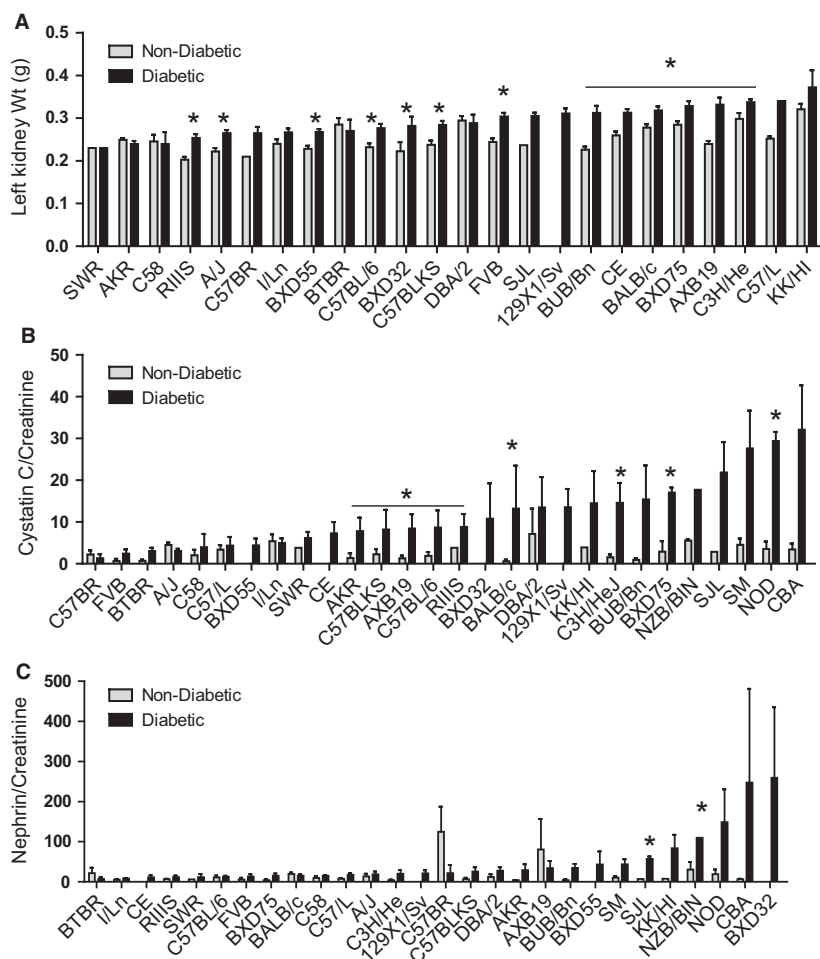 A
Left kidney Wt (g)
0.5
0.4
0.3
0.2
0.1
0.0
Non-Diabetic
Diabetic
* * * * * * * *
SWR AKR C58 RIIIS A/J C57BR I/Ln BXD55 BTBR C57BL/6 BXD32 C57BLKS DBA/2 FVB SJL 129X1/Sv BUB/Bn CE BALB/c BXD75 AXB19 C3H/He C57/L KK/HI
B
Cystatin C/Creatinine
50
40
30
20
10
0
Non-Diabetic
Diabetic
* * * * *
C57BR FVB BTBR A/J C58 C57/L BXD55 I/Ln SWR CE AKR C57BLKS AXB19 C57BL/6 RIIIS BXD32 BALB/c DBA/2 129X1/Sv KK/HI C3H/HeJ BUB/Bn BXD75 NZB/BIN SJL SM NOD CBA
C
Nephrin/Creatinine
500
400
300
200
100
0
Non-Diabetic
Diabetic
* *
BTBR I/Ln CE RIIIS SWR C57BL/6 FVB BXD75 BALB/c C58 C57/L A/J C3H/He 129X1/Sv C57BR C57BLKS DBA/2 AKR AXB19 BUB/Bn BXD55 SM SJL KK/HI NZB/BIN NOD CBA BXD32